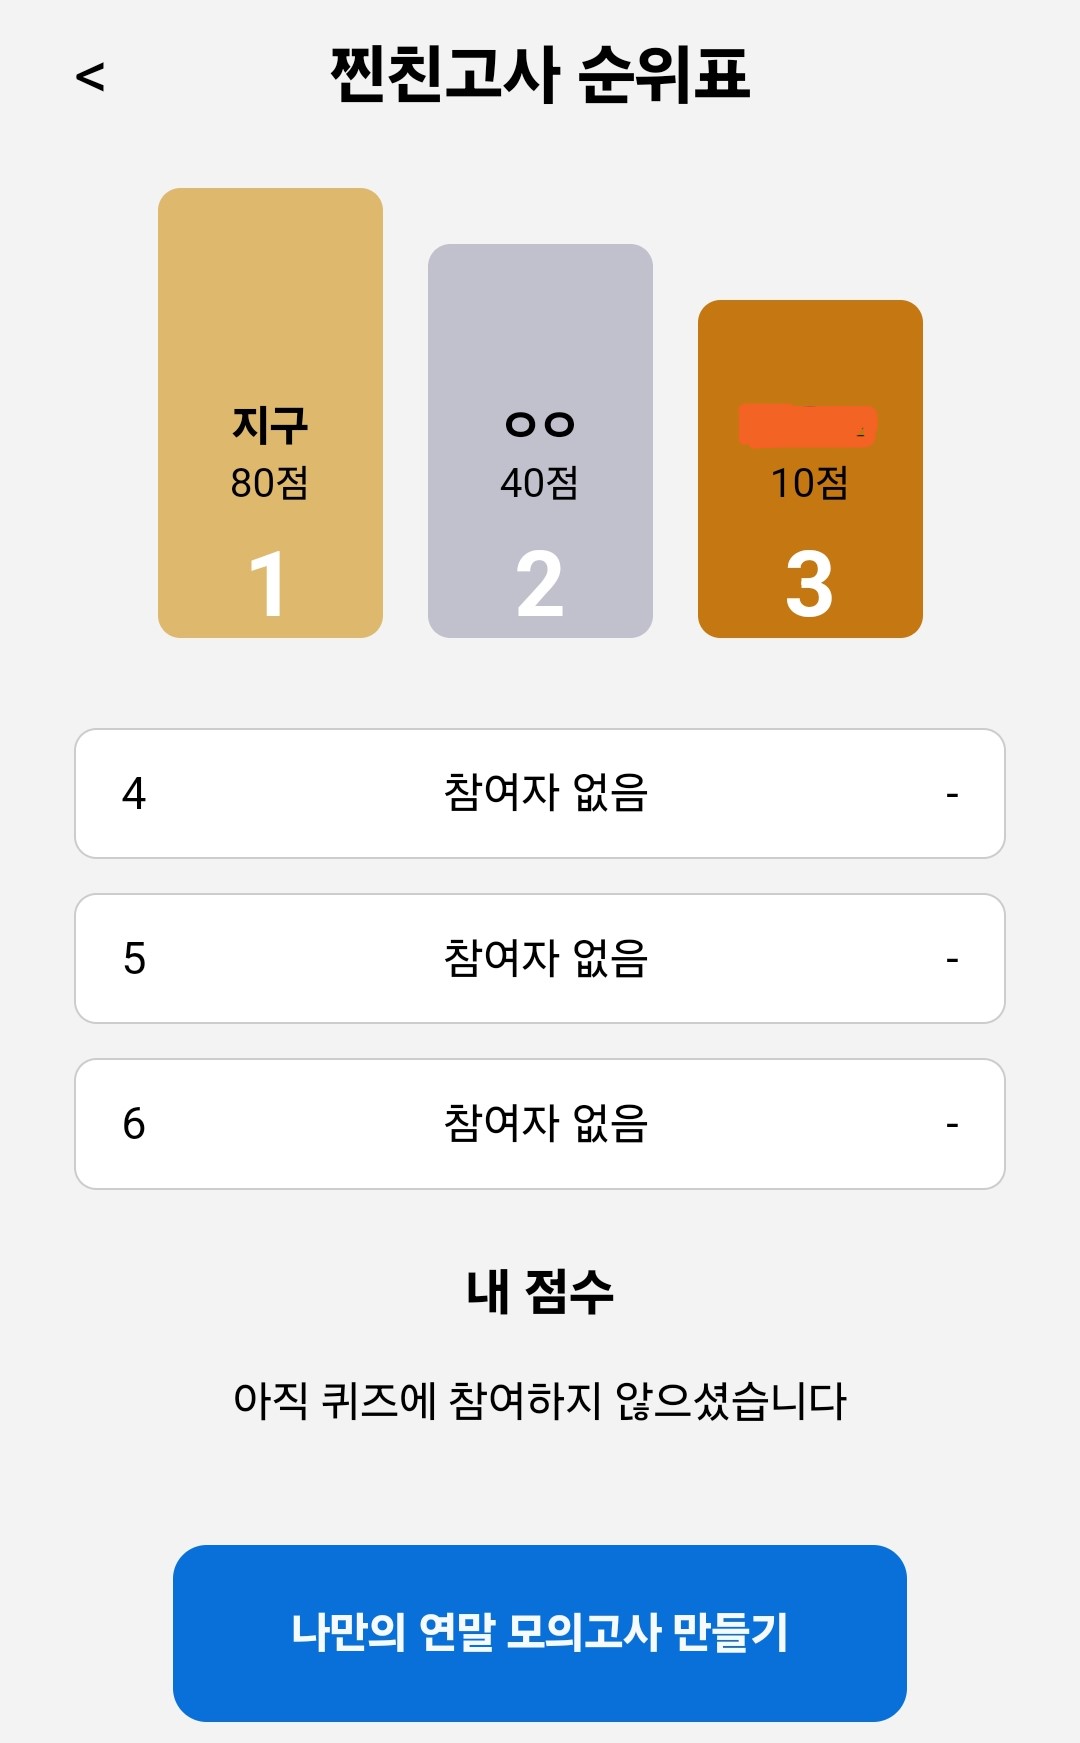 <
찐친고사 순위표
지구
80점
1
ㅇㅇ
40점
2
10점
3
4 참여자 없음 -
5 참여자 없음 -
6 참여자 없음 -
내 점수
아직 퀴즈에 참여하지 않으셨습니다
나만의 연말 모의고사 만들기